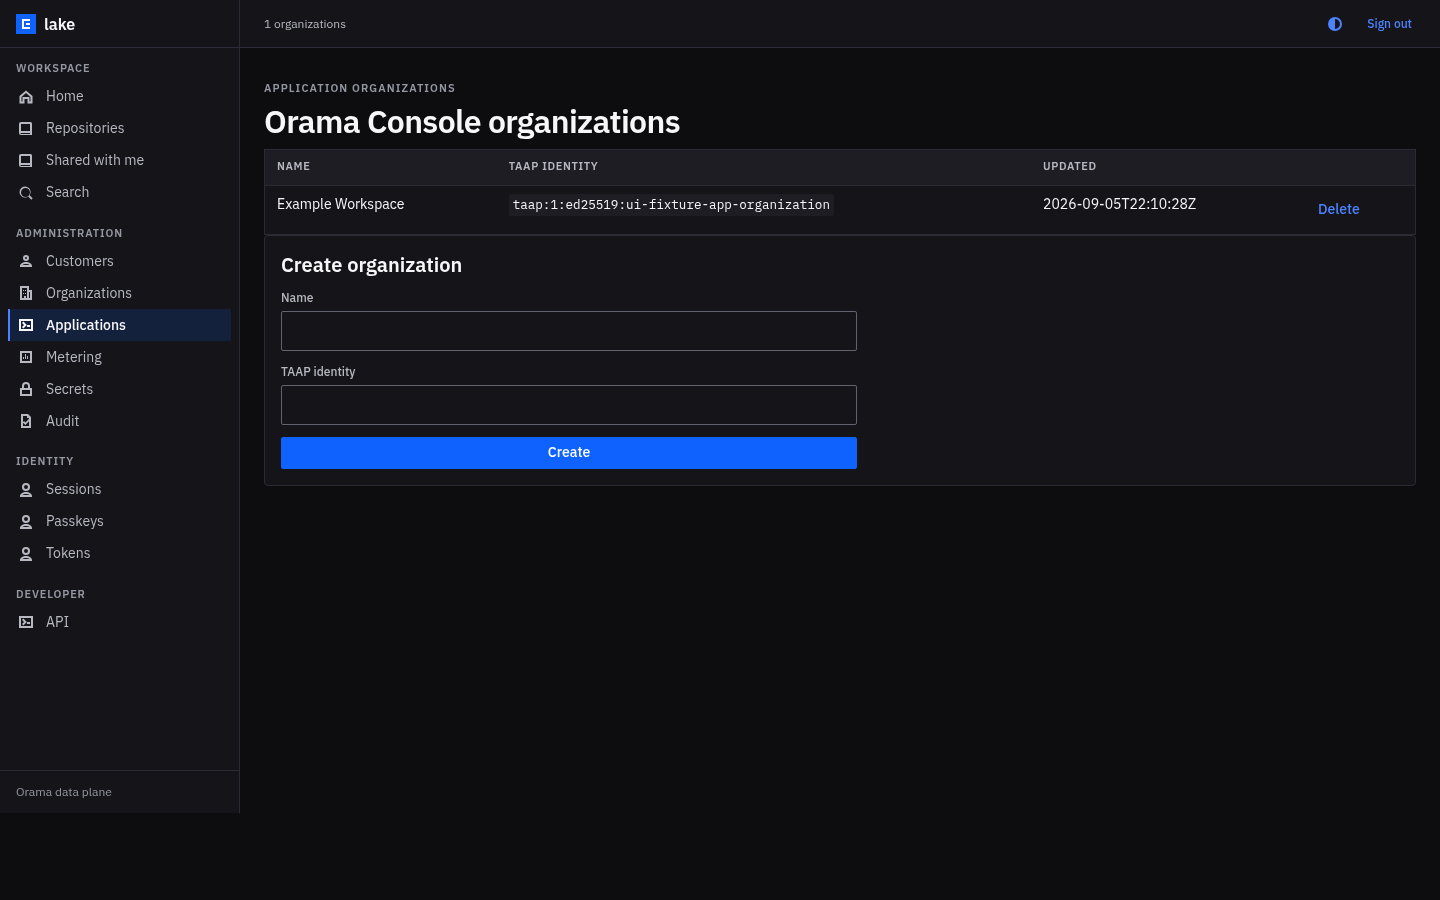 lake
1 organizations
Sign out
WORKSPACE
Home
Repositories
Shared with me
Search
ADMINISTRATION
Customers
Organizations
Applications
Metering
Secrets
Audit
IDENTITY
Sessions
Passkeys
Tokens
DEVELOPER
API
Orama data plane
APPLICATION ORGANIZATIONS
Orama Console organizations
NAME TAAP IDENTITY UPDATED
Example Workspace taap:1:ed25519:ui-fixture-app-organization 2026-09-05T22:10:28Z Delete
Create organization
Name
TAAP identity
Create